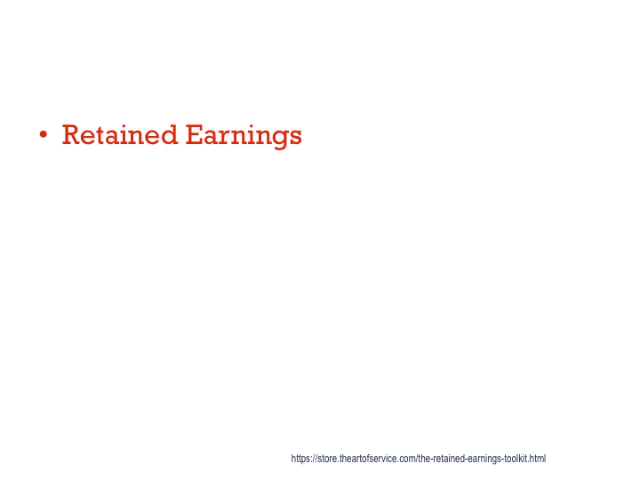 • Retained Earnings
https://store.theartofservice.com/the-retained-earnings-toolkit.html